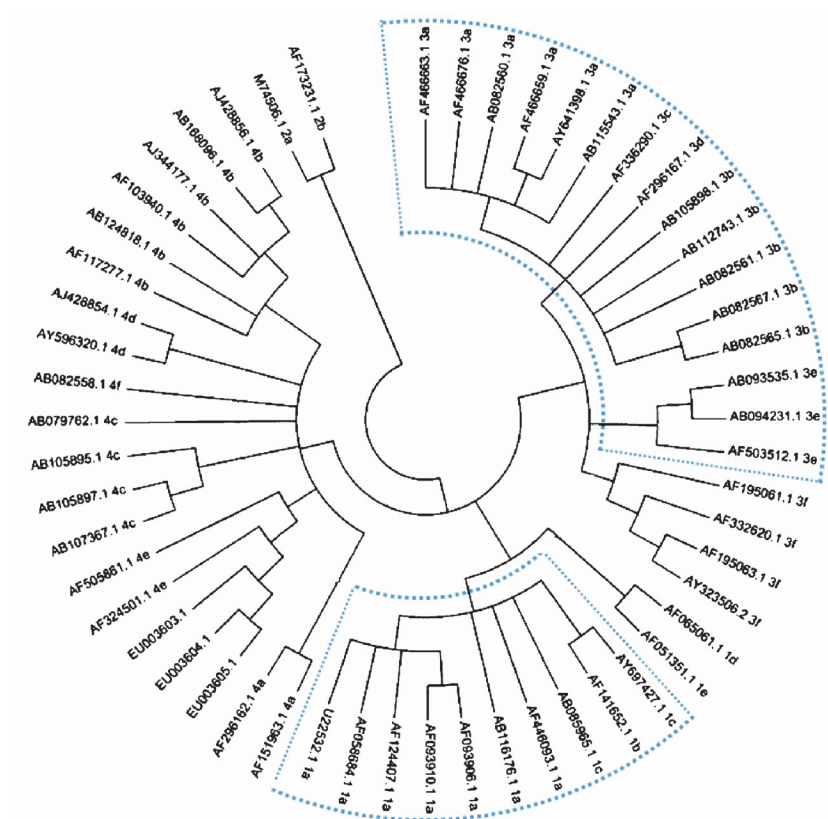 AF466663.1 3a
AF466676.1 3a
AB082560.1 3a
AF466659.1 3a
AY641398.1 3a
AB115543.1 3a
AF336290.1 3c
AF296167.1 3d
AB105898.1 3b
AB112743.1 3b
AB082561.1 3b
AB082567.1 3b
AB082565.1 3b
AB093535.1 3e
AB094231.1 3e
AF503512.1 3e
AF195061.1 3f
AF332620.1 3f
AF195063.1 3f
AY323506.2 3f
AF065061.1 1d
AF051351.1 1e
AY697427.1 1c
AF141652.1 1b
AB085965.1 1c
AF446093.1 1a
AB116176.1 1a
AF093906.1 1a
AF093910.1 1a
AF124407.1 1a
AF058684.1 1a
U22532.1 1a
AF151963.1 4a
AF296162.1 4a
EU003605.1
EU003604.1
EU003603.1
AF324501.1 4e
AF505861.1 4e
AB107367.1 4c
AB105897.1 4c
AB105895.1 4c
AB079762.1 4c
AB082558.1 4f
AY596320.1 4d
AJ428854.1 4d
AF117277.1 4b
AB124818.1 4b
AF103940.1 4b
AJ344177.1 4b
AB168096.1 4b
AJ428856.1 4b
M74506.1 2a
AF173231.1 2b